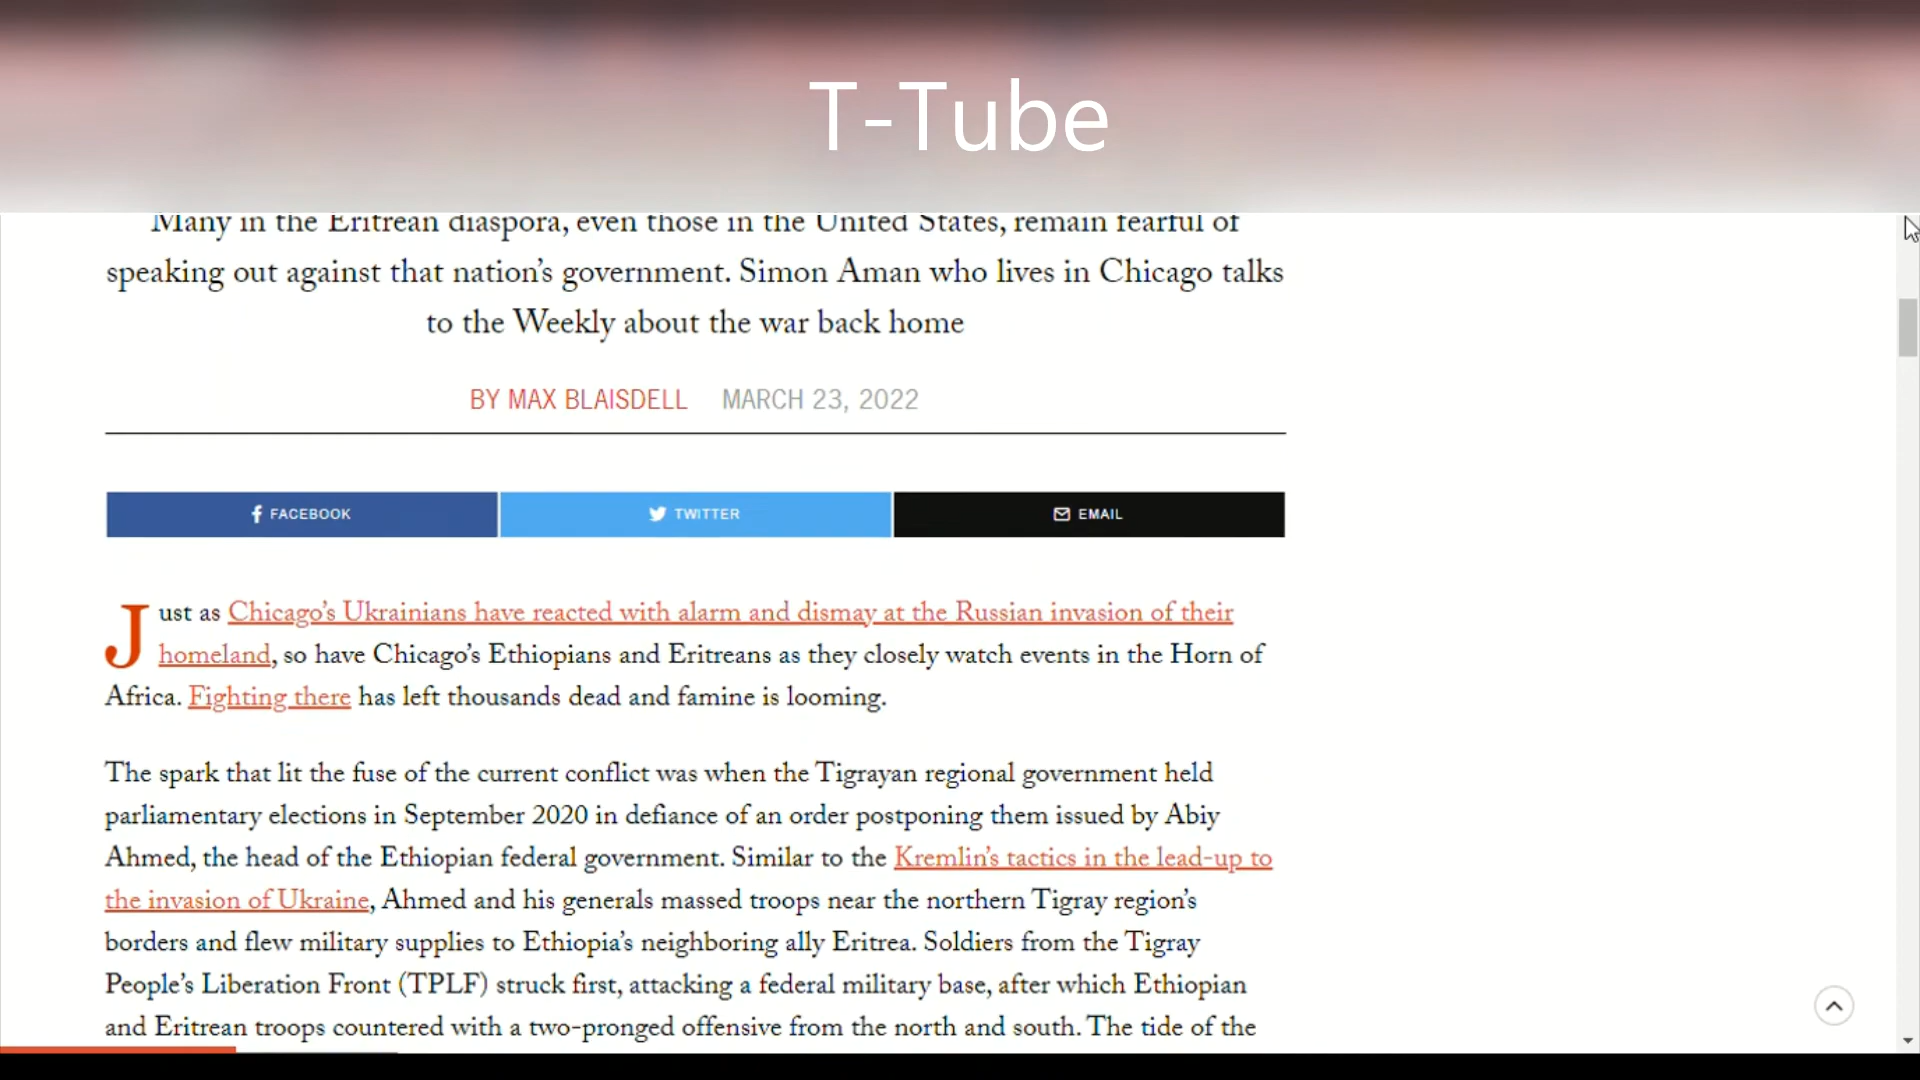 T-Tube
Many in the Eritrean diaspora, even those in the United States, remain fearful of
speaking out against that nation's government. Simon Aman who lives in Chicago talks
to the Weekly about the war back home
BY MAX BLAISDELL MARCH 23, 2022
FACEBOOK TWITTER EMAIL
Just as Chicago's Ukrainians have reacted with alarm and dismay at the Russian invasion of their
homeland, so have Chicago's Ethiopians and Eritreans as they closely watch events in the Horn of
Africa. Fighting there has left thousands dead and famine is looming.
The spark that lit the fuse of the current conflict was when the Tigrayan regional government held
parliamentary elections in September 2020 in defiance of an order postponing them issued by Abiy
Ahmed, the head of the Ethiopian federal government. Similar to the Kremlin's tactics in the lead-up to
the invasion of Ukraine, Ahmed and his generals massed troops near the northern Tigray region's
borders and flew military supplies to Ethiopia's neighboring ally Eritrea. Soldiers from the Tigray
People's Liberation Front (TPLF) struck first, attacking a federal military base, after which Ethiopian
and Eritrean troops countered with a two-pronged offensive from the north and south. The tide of the